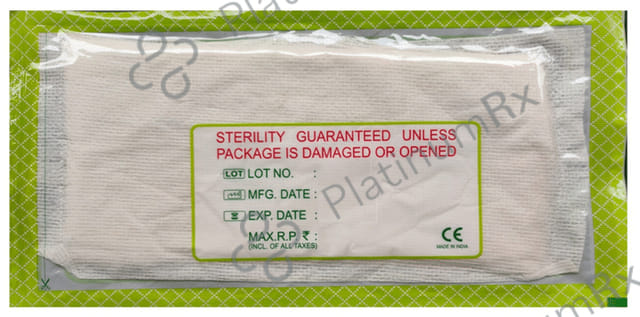 STERILITY GUARANTEED UNLESS
PACKAGE IS DAMAGED OR OPENED
LOT LOT NO. :
MFG. DATE :
EXP. DATE :
MAX.R.P. ₹ :
(INCL. OF ALL TAXES)
CE
MADE IN INDIA
PlatinumRx
PlatinumRx